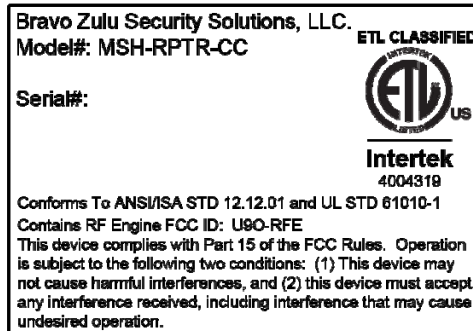 Bravo Zulu Security Solutions, LLC.
Model#: MSH-RPTR-CC
Serial#:
ETL CLASSIFIED
INTERTEK
ETL
LISTED
US
Intertek
4004319
Conforms To ANSI/ISA STD 12.12.01 and UL STD 61010-1
Contains RF Engine FCC ID: U9O-RFE
This device complies with Part 15 of the FCC Rules. Operation
is subject to the following two conditions: (1) This device may
not cause harmful interferences, and (2) this device must accept
any interference received, including interference that may cause
undesired operation.